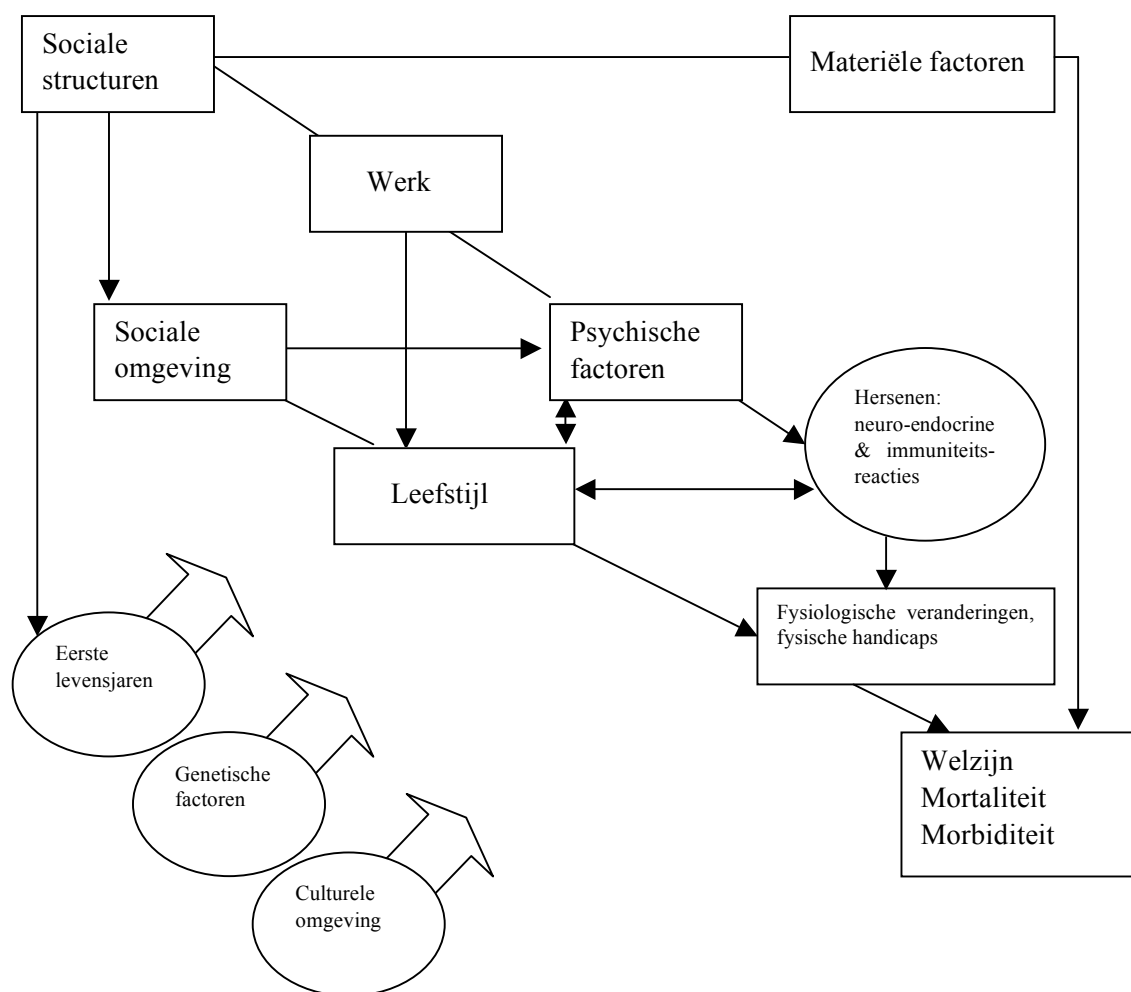 Sociale
structuren
Materiële factoren
Werk
Sociale
omgeving
Psychische
factoren
Hersenen:
neuro-endocrine
& immuniteits-
reacties
Leefstijl
Fysiologische veranderingen,
fysische handicaps
Eerste
levensjaren
Genetische
factoren
Welzijn
Mortaliteit
Morbiditeit
Culturele
omgeving